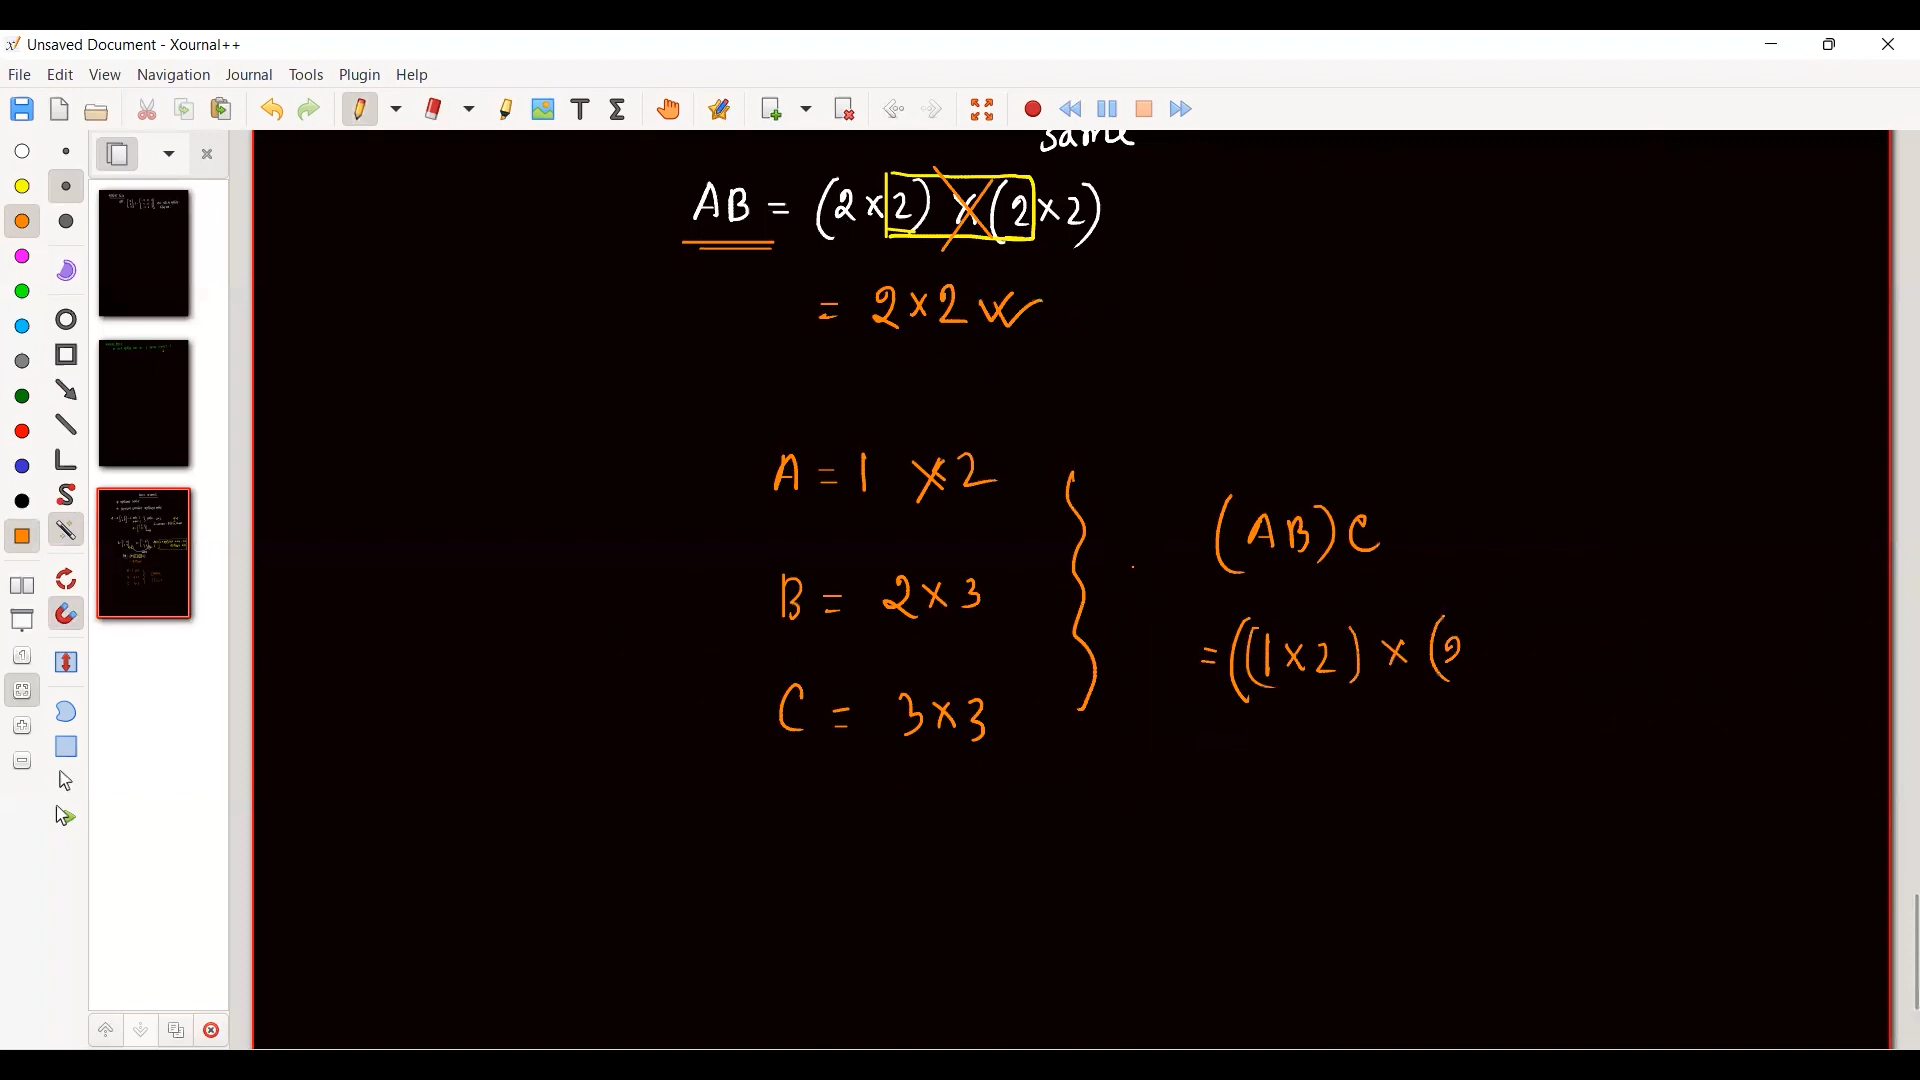 Unsaved Document - Xournal++
File Edit View Navigation Journal Tools Plugin Help
same
AB = (2×2) × (2×2)
= 2×2
A = 1 × 2
B = 2×3
C = 3×3
(AB) C
= ((1×2) × (2